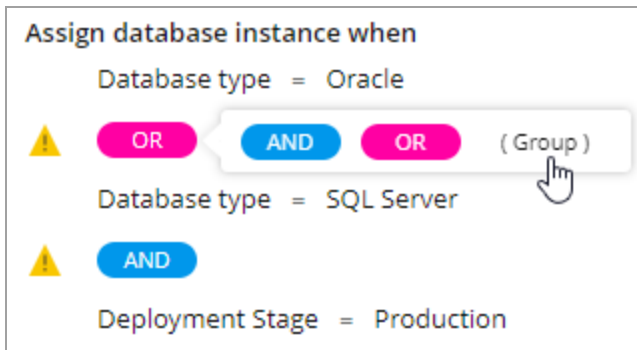 Assign database instance when
Database type = Oracle
OR AND OR ( Group )
Database type = SQL Server
AND
Deployment Stage = Production